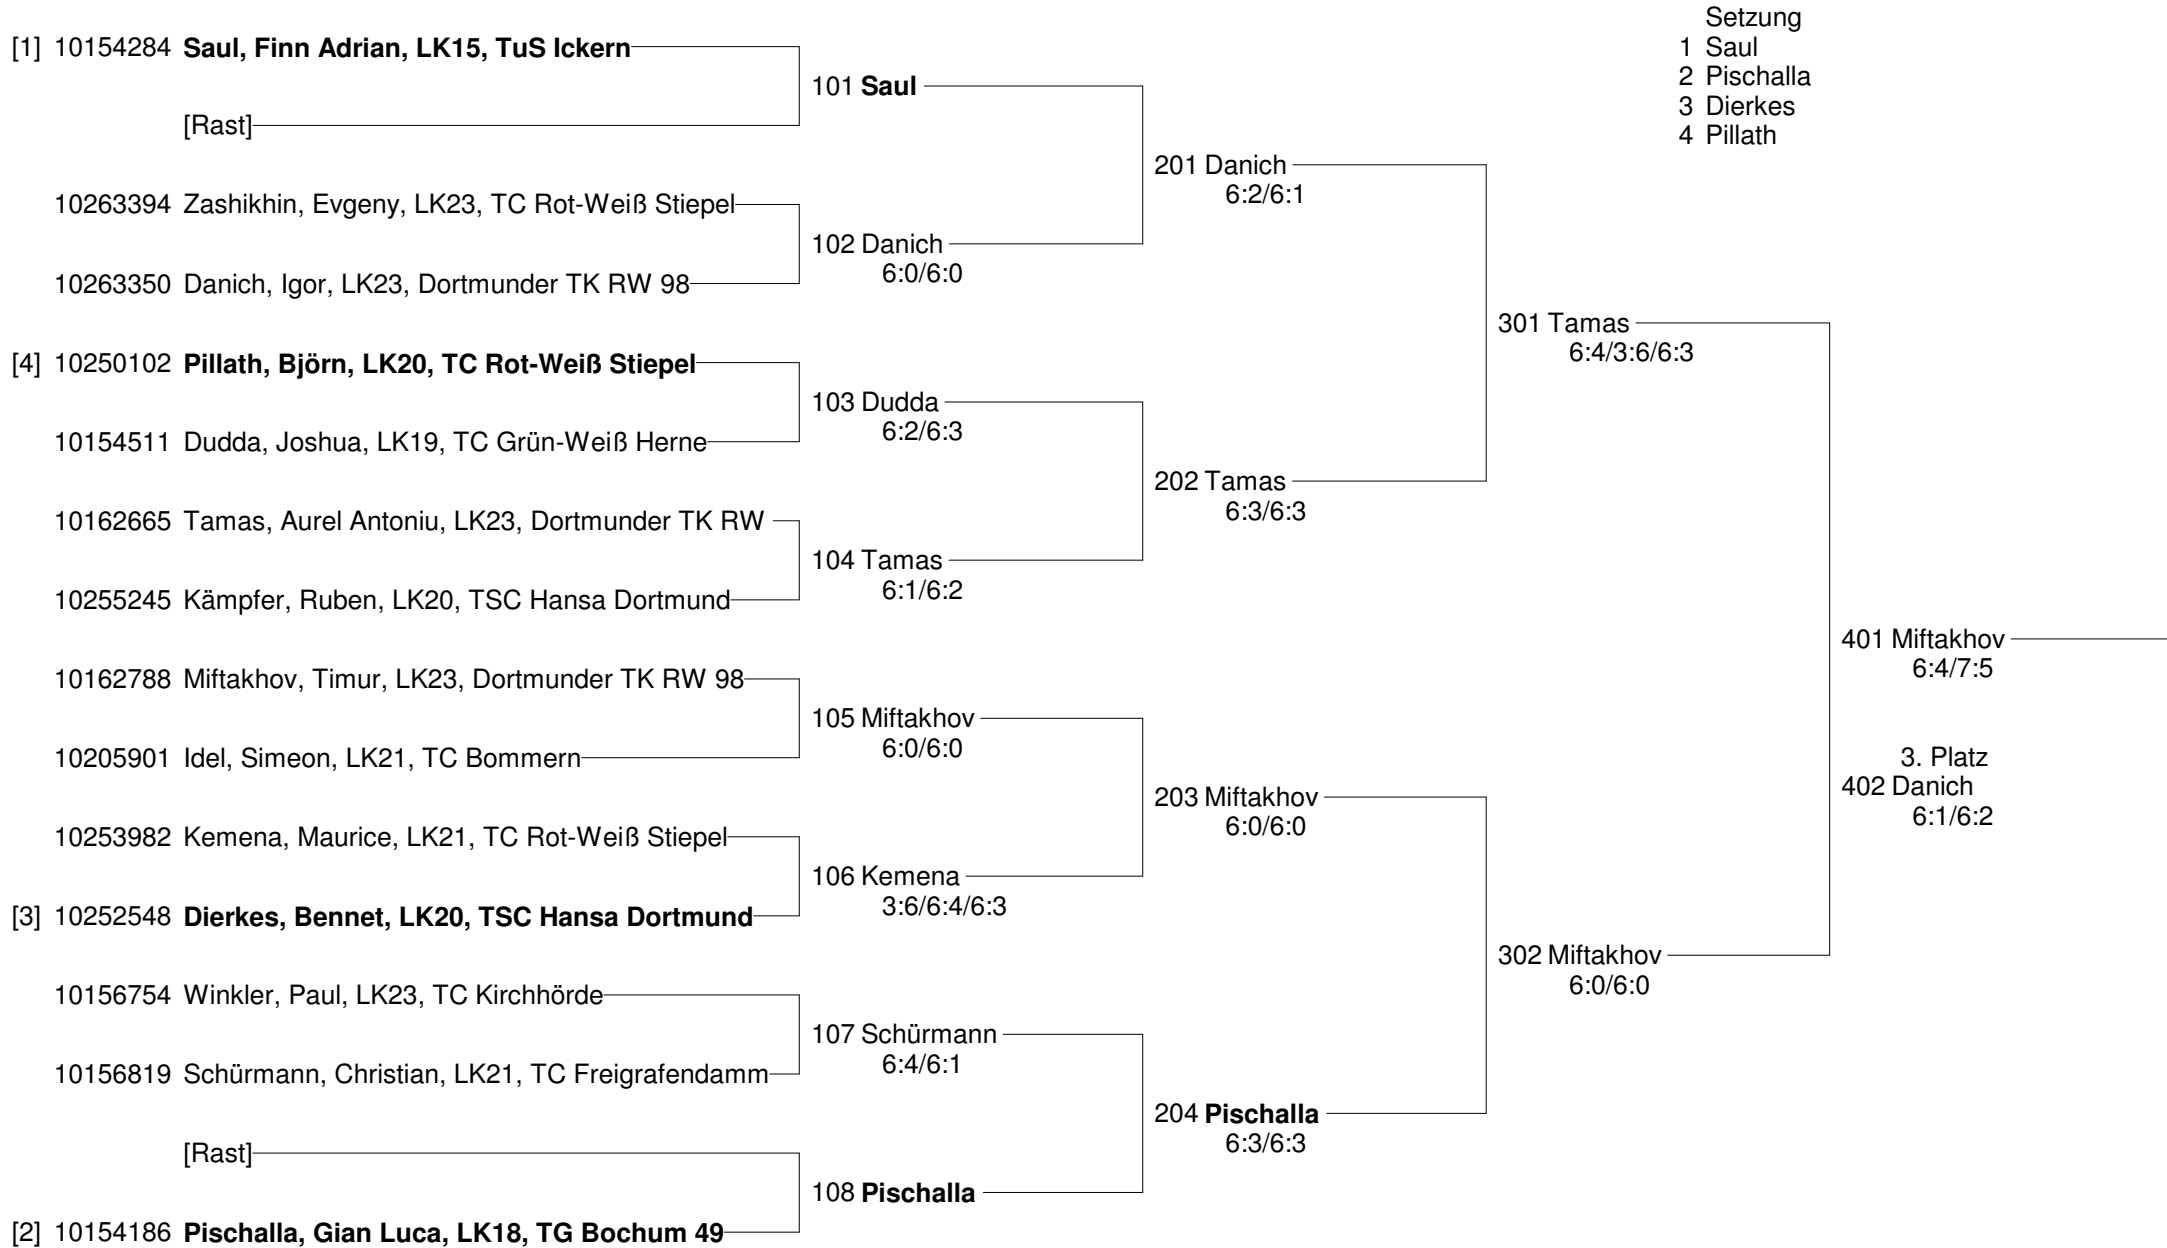 Setzung
1 Saul
2 Pischalla
3 Dierkes
4 Pillath
[1] 10154284 Saul, Finn Adrian, LK15, TuS Ickern
[Rast]
10263394 Zashikhin, Evgeny, LK23, TC Rot-Weiß Stiepel
10263350 Danich, Igor, LK23, Dortmunder TK RW 98
[4] 10250102 Pillath, Björn, LK20, TC Rot-Weiß Stiepel
10154511 Dudda, Joshua, LK19, TC Grün-Weiß Herne
10162665 Tamas, Aurel Antoniu, LK23, Dortmunder TK RW
10255245 Kämpfer, Ruben, LK20, TSC Hansa Dortmund
10162788 Miftakhov, Timur, LK23, Dortmunder TK RW 98
10205901 Idel, Simeon, LK21, TC Bommern
10253982 Kemena, Maurice, LK21, TC Rot-Weiß Stiepel
[3] 10252548 Dierkes, Bennet, LK20, TSC Hansa Dortmund
10156754 Winkler, Paul, LK23, TC Kirchhörde
10156819 Schürmann, Christian, LK21, TC Freigrafendamm
[Rast]
[2] 10154186 Pischalla, Gian Luca, LK18, TG Bochum 49
101 Saul
102 Danich
6:0/6:0
103 Dudda
6:2/6:3
104 Tamas
6:1/6:2
105 Miftakhov
6:0/6:0
106 Kemena
3:6/6:4/6:3
107 Schürmann
6:4/6:1
108 Pischalla
201 Danich
6:2/6:1
202 Tamas
6:3/6:3
203 Miftakhov
6:0/6:0
204 Pischalla
6:3/6:3
301 Tamas
6:4/3:6/6:3
302 Miftakhov
6:0/6:0
401 Miftakhov
6:4/7:5
3. Platz
402 Danich
6:1/6:2